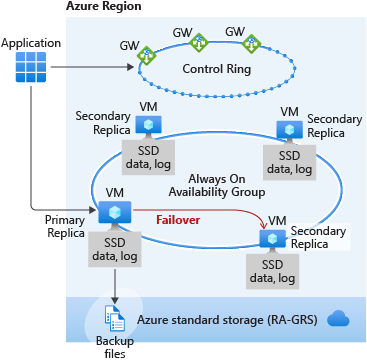 Azure Region
Application
GW
GW
GW
Control Ring
VM
Secondary
Replica
SSD
data, log
VM
Secondary
Replica
SSD
data, log
Always On
Availability Group
VM
Primary
Replica
SSD
data, log
Failover
VM
Secondary
Replica
SSD
data, log
Azure standard storage (RA-GRS)
Backup
files